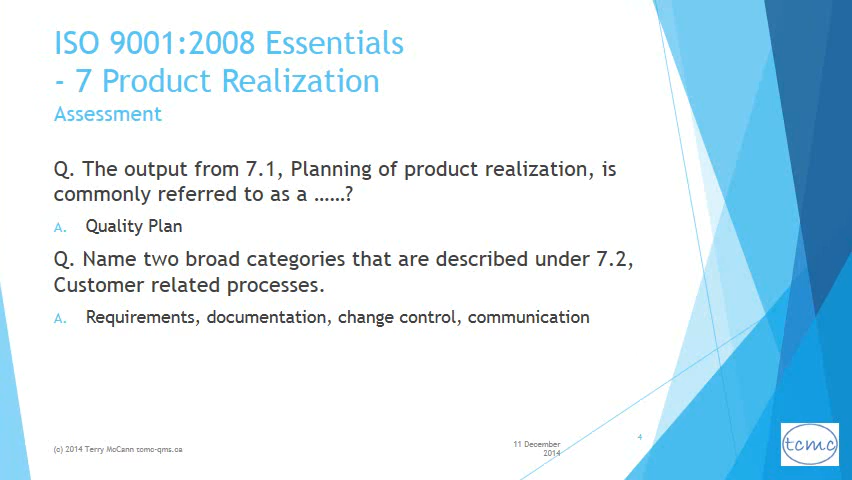 ISO 9001:2008 Essentials
- 7 Product Realization
Assessment
Q. The output from 7.1, Planning of product realization, is
commonly referred to as a ......?
A. Quality Plan
Q. Name two broad categories that are described under 7.2,
Customer related processes.
A. Requirements, documentation, change control, communication
(c) 2014 Terry McCann tcmc-qms.ca
11 December
2014
4
tcmc